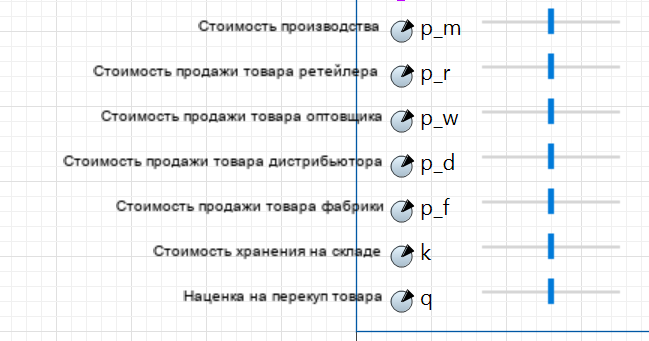 Стоимость производства p_m
Стоимость продажи товара ретейлера p_r
Стоимость продажи товара оптовщика p_w
Стоимость продажи товара дистрибьютора p_d
Стоимость продажи товара фабрики p_f
Стоимость хранения на складе k
Наценка на перекуп товара q